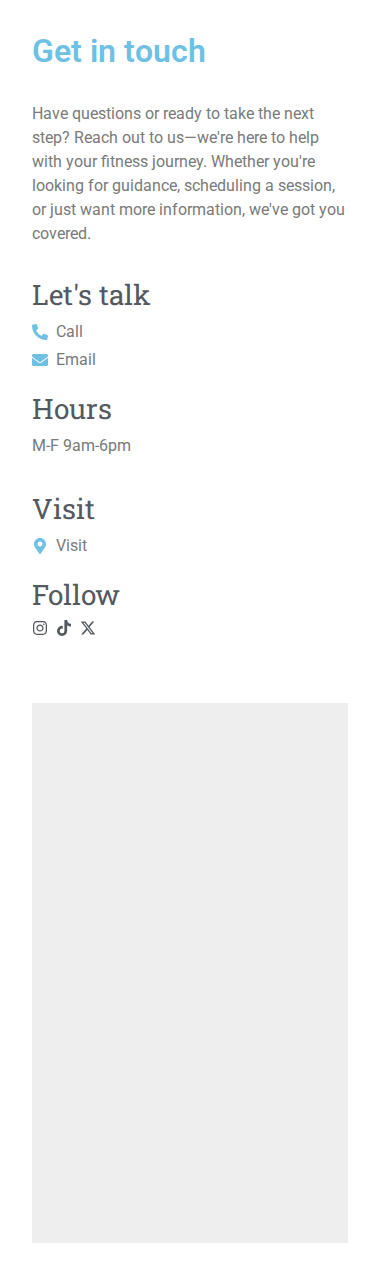 Get in touch
Have questions or ready to take the next
step? Reach out to us—we're here to help
with your fitness journey. Whether you're
looking for guidance, scheduling a session,
or just want more information, we've got you
covered.
Let's talk
Call
Email
Hours
M-F 9am-6pm
Visit
Visit
Follow